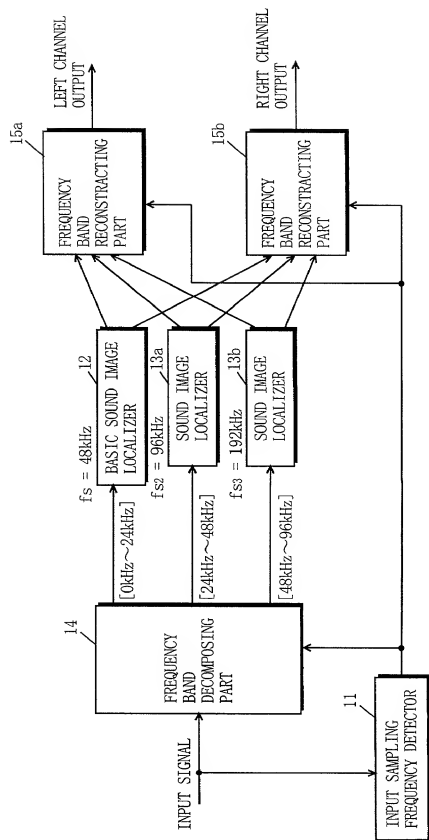 INPUT SIGNAL
11
INPUT SAMPLING
FREQUENCY DETECTOR
14
FREQUENCY
BAND
DECOMPOSING
PART
[0kHz～24kHz]
[24kHz～48kHz]
[48kHz～96kHz]
fs = 48kHz
12
BASIC SOUND IMAGE
LOCALIZER
fs2 = 96kHz
13a
SOUND IMAGE
LOCALIZER
fs3 = 192kHz
13b
SOUND IMAGE
LOCALIZER
15a
FREQUENCY
BAND
RECONSTRACTING
PART
LEFT CHANNEL
OUTPUT
15b
FREQUENCY
BAND
RECONSTRACTING
PART
RIGHT CHANNEL
OUTPUT